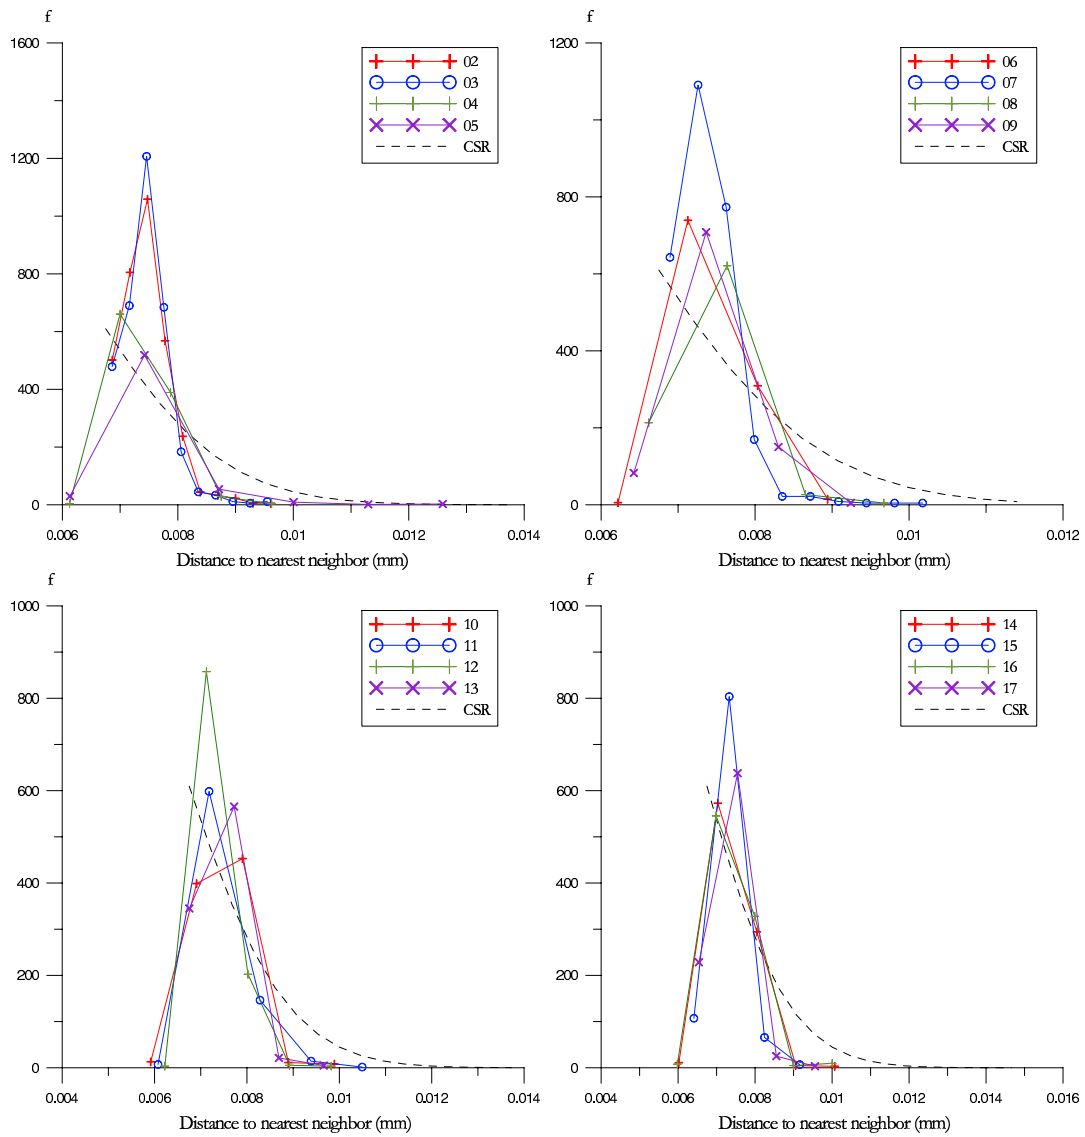 f
1600
1200
800
400
0
0.006 0.008 0.01 0.012 0.014
Distance to nearest neighbor (mm)
02
03
04
05
CSR
f
1200
800
400
0
0.006 0.008 0.01 0.012
Distance to nearest neighbor (mm)
06
07
08
09
CSR
f
1000
800
600
400
200
0
0.004 0.006 0.008 0.01 0.012 0.014
Distance to nearest neighbor (mm)
10
11
12
13
CSR
f
1000
800
600
400
200
0
0.004 0.006 0.008 0.01 0.012 0.014 0.016
Distance to nearest neighbor (mm)
14
15
16
17
CSR